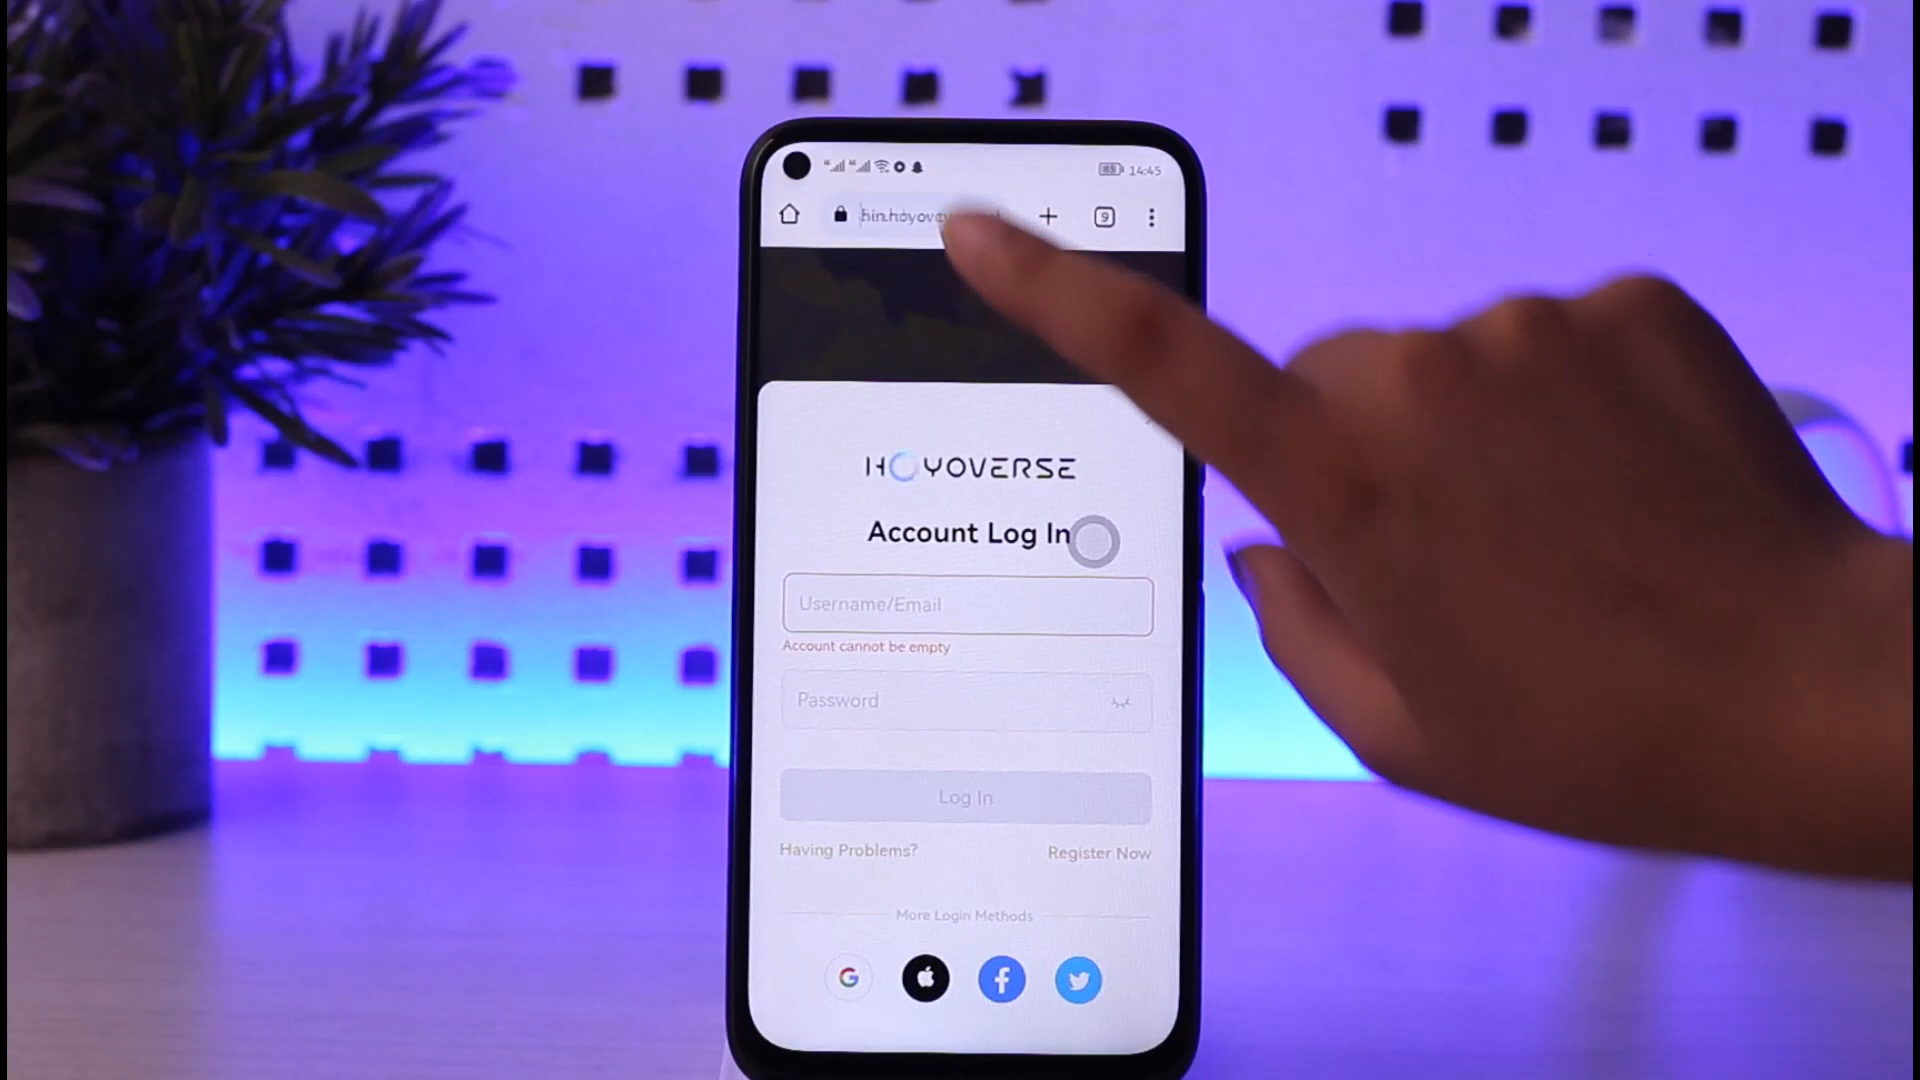 14:45
9
HOYOVERSE
Account Log In
Username/Email
Account cannot be empty
Password
Log In
Having Problems?
Register Now
More Login Methods